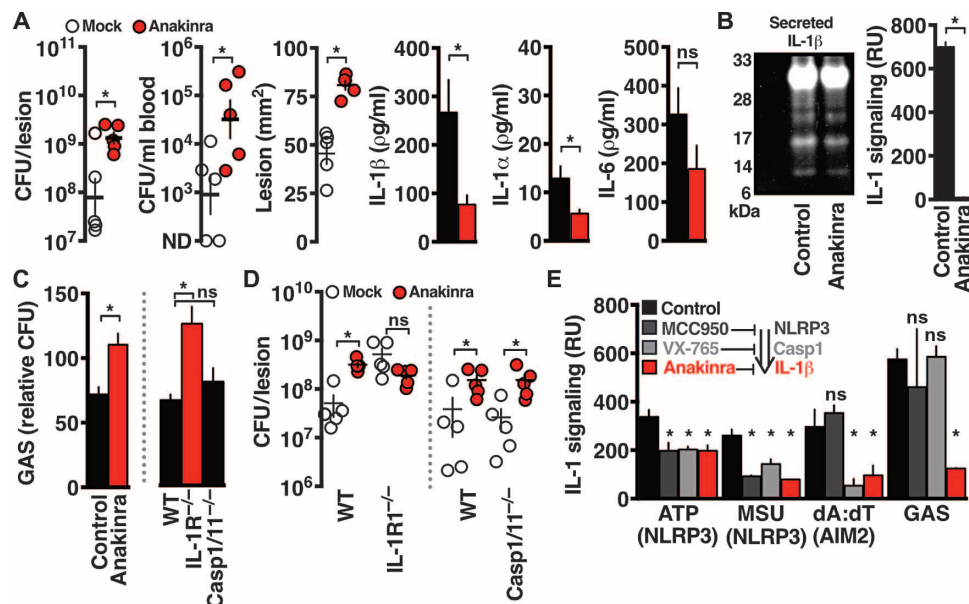 A
Mock Anakinra
CFU/lesion
10^11
10^10
10^9
10^8
10^7
*
CFU/ml blood
10^6
10^5
10^4
10^3
ND
*
Lesion (mm²)
100
75
50
25
0
*
IL-1β (ρg/ml)
400
300
200
100
0
*
IL-1α (ρg/ml)
40
30
20
10
0
*
IL-6 (ρg/ml)
500
400
300
200
100
0
ns
B
Secreted
IL-1β
33
28
17
14
6
kDa
Control
Anakinra
IL-1 signaling (RU)
800
600
400
200
0
*
Control
Anakinra
C
GAS (relative CFU)
150
100
50
0
*
* ns
Control
Anakinra
WT
IL-1R^−/−
Casp1/11^−/−
D
Mock Anakinra
CFU/lesion
10^10
10^9
10^8
10^7
10^6
* ns * *
WT
IL-1R1^−/−
WT
Casp1/11^−/−
E
IL-1 signaling (RU)
800
600
400
200
0
Control
MCC950 NLRP3
VX-765 Casp1
Anakinra IL-1β
* * * * * * ns * * ns ns *
ATP
(NLRP3)
MSU
(NLRP3)
dA:dT
(AIM2)
GAS